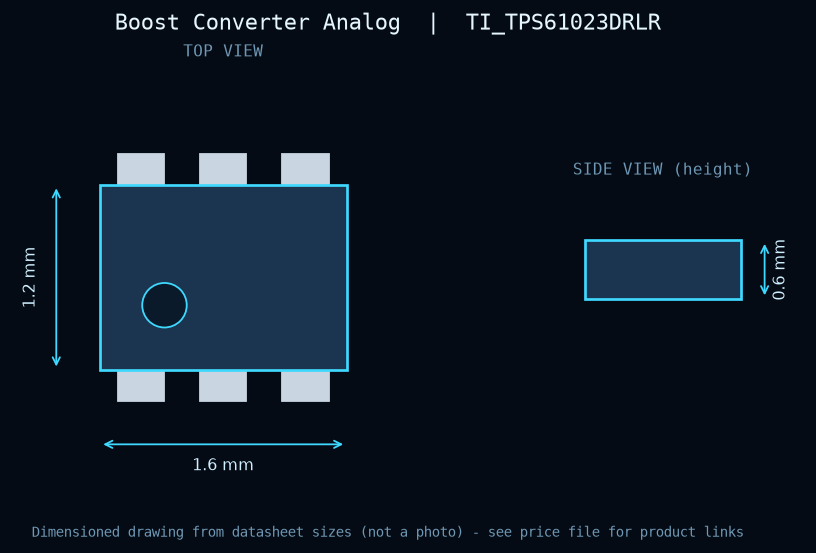 Boost Converter Analog | TI_TPS61023DRLR
TOP VIEW
SIDE VIEW (height)
1.2 mm
0.6 mm
1.6 mm
Dimensioned drawing from datasheet sizes (not a photo) - see price file for product links